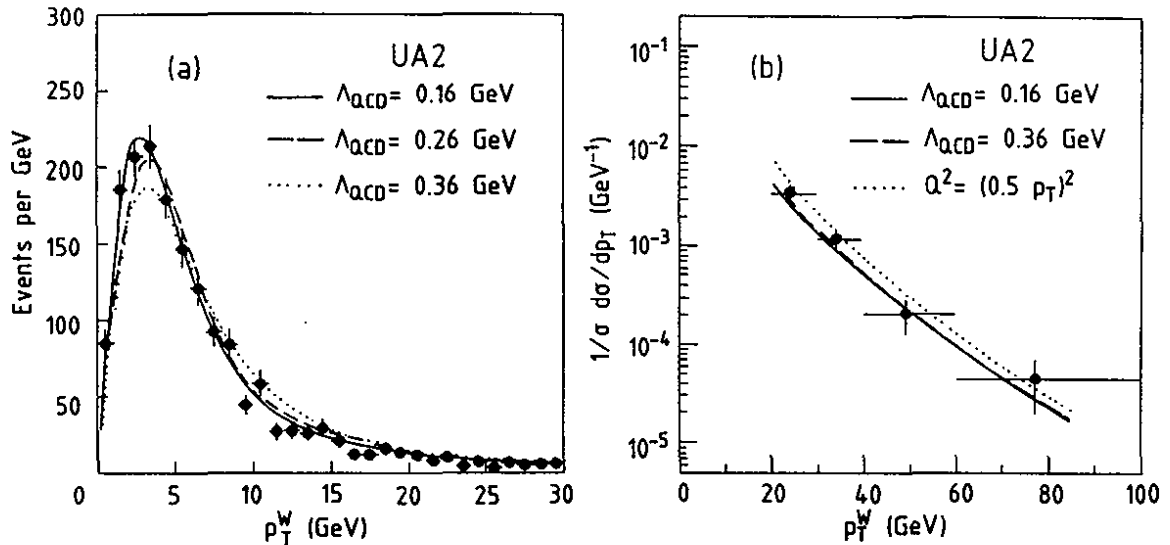 300
250
200
150
100
50
0
5
10
15
20
25
30
Events per GeV
p_T^W (GeV)
(a)
UA2
Λ_QCD = 0.16 GeV
Λ_QCD = 0.26 GeV
Λ_QCD = 0.36 GeV
10⁻¹
10⁻²
10⁻³
10⁻⁴
10⁻⁵
0
20
40
60
80
100
1/σ dσ/dp_T (GeV⁻¹)
p_T^W (GeV)
(b)
UA2
Λ_QCD = 0.16 GeV
Λ_QCD = 0.36 GeV
Q² = (0.5 p_T)²